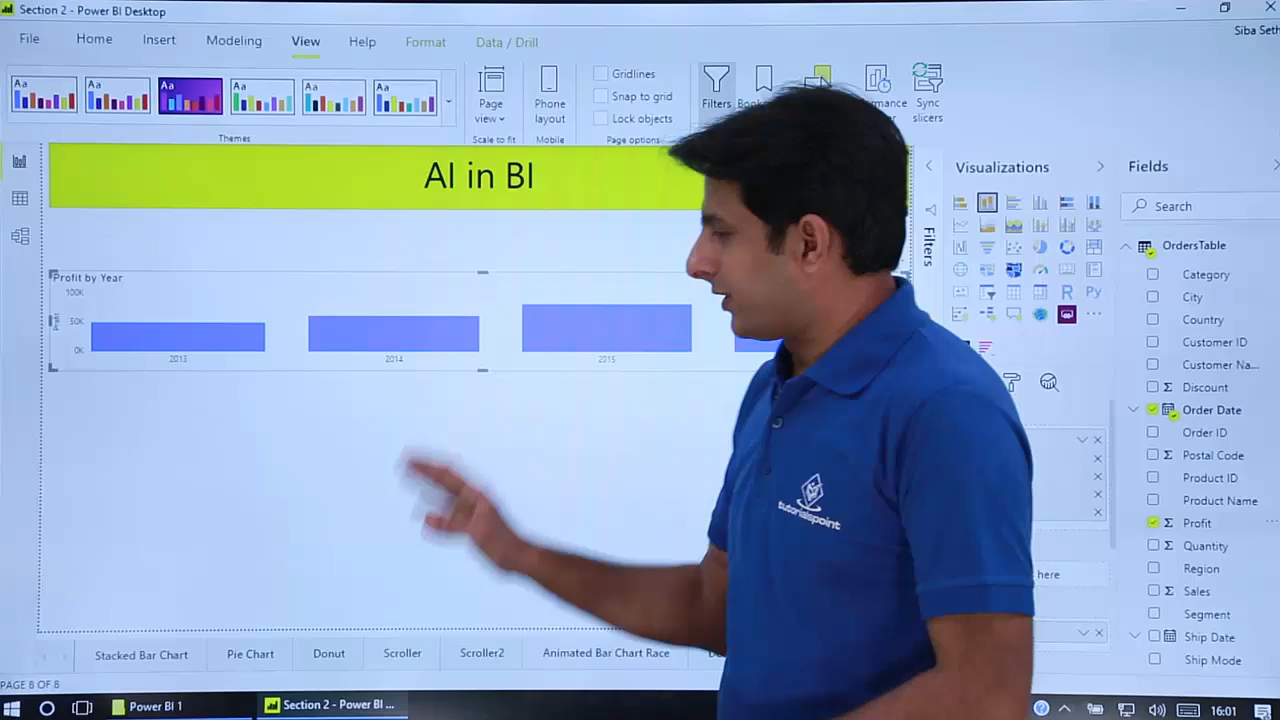 Section 2 - Power BI Desktop
Siba Seth
File Home Insert Modeling View Help Format Data / Drill
Aa Aa Aa Aa Aa Aa
Page view
Phone layout
Gridlines
Snap to grid
Lock objects
Filters
Sync slicers
Themes Scale to fit Mobile Page options
AI in BI
Profit by Year
100K
50K
0K
Profit
2013 2014 2015
Filters
Visualizations
R Py
here
Fields
Search
OrdersTable
Category
City
Country
Customer ID
Customer Na...
Discount
Order Date
Order ID
Postal Code
Product ID
Product Name
Profit
Quantity
Region
Sales
Segment
Ship Date
Ship Mode
tutorialspoint
Stacked Bar Chart Pie Chart Donut Scroller Scroller2 Animated Bar Chart Race
PAGE 8 OF 8
Power BI 1 Section 2 - Power BI ... 16:01